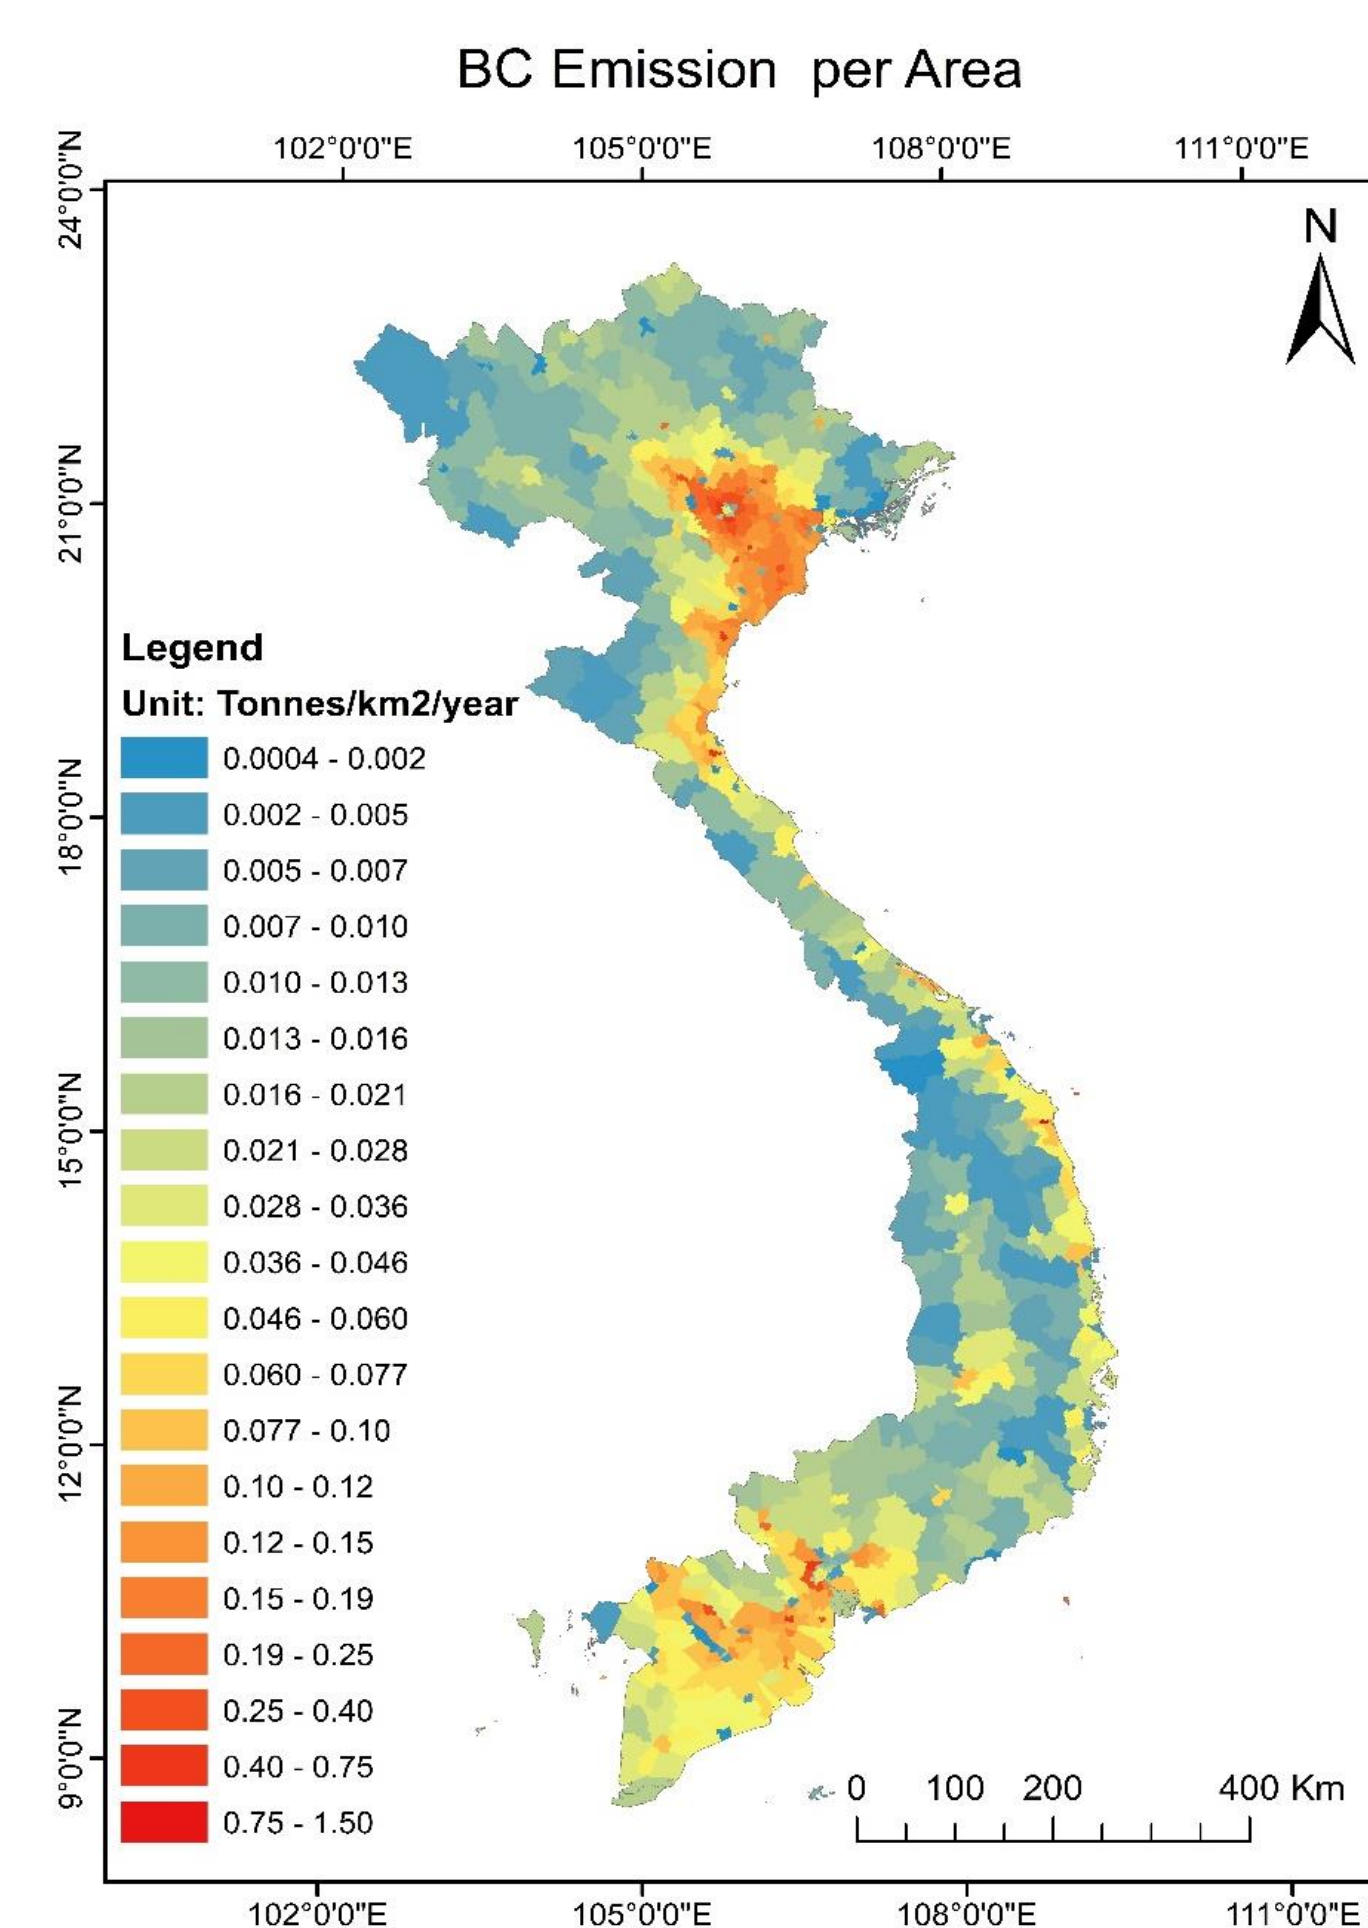 BC Emission  per Area
102°0'0"E 105°0'0"E 108°0'0"E 111°0'0"E
24°0'0"N
N
21°0'0"N
Legend
Unit: Tonnes/km2/year
0.0004 - 0.002
0.002 - 0.005
18°0'0"N
0.005 - 0.007
0.007 - 0.010
0.010 - 0.013
0.013 - 0.016
0.016 - 0.021
15°0'0"N
0.021 - 0.028
0.028 - 0.036
0.036 - 0.046
0.046 - 0.060
0.060 - 0.077
0.077 - 0.10
12°0'0"N
0.10 - 0.12
0.12 - 0.15
0.15 - 0.19
0.19 - 0.25
0.25 - 0.40
9°0'0"N
0.40 - 0.75
0 100 200 400 Km
0.75 - 1.50
102°0'0"E 105°0'0"E 108°0'0"E 111°0'0"E